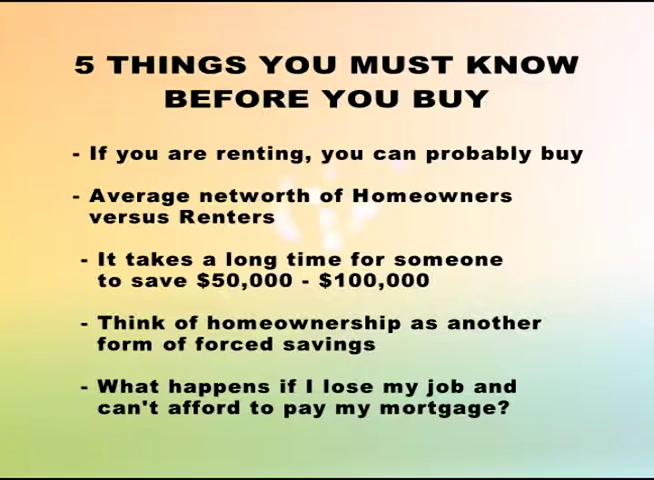 5 THINGS YOU MUST KNOW
BEFORE YOU BUY
- If you are renting, you can probably buy
- Average networth of Homeowners
versus Renters
- It takes a long time for someone
to save $50,000 - $100,000
- Think of homeownership as another
form of forced savings
- What happens if I lose my job and
can't afford to pay my mortgage?